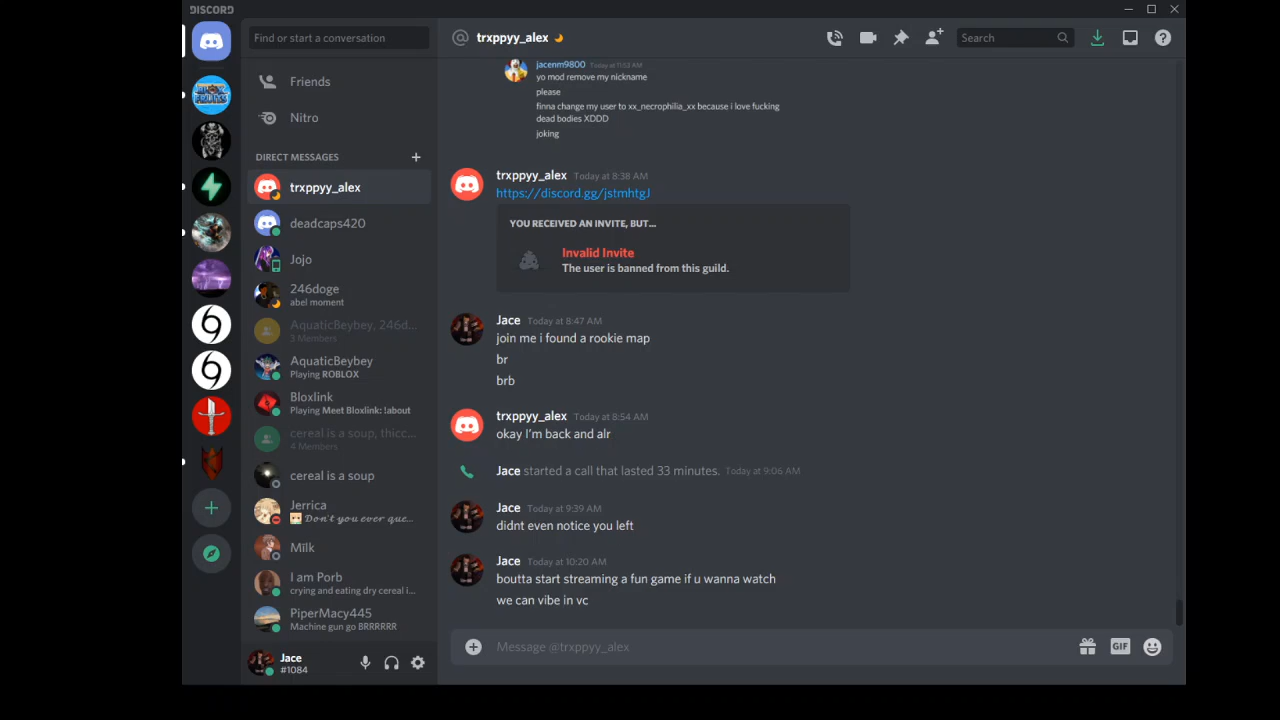 DISCORD
Find or start a conversation
Friends
Nitro
DIRECT MESSAGES
trxppyy_alex
deadcaps420
Jojo
246doge
abel moment
AquaticBeybey, 246d...
3 Members
AquaticBeybey
Playing ROBLOX
Bloxlink
Playing Meet Bloxlink: !about
cereal is a soup, thicc...
4 Members
cereal is a soup
Jerrica
𝓓𝓸𝓷'𝓽 𝔂𝓸𝓾 𝓮𝓿𝓮𝓻 𝓺𝓾𝓮...
Milk
I am Porb
crying and eating dry cereal i...
PiperMacy445
Machine gun go BRRRRRR
Jace
#1084
@ trxppyy_alex
Search
jacenm9800 Today at 11:12 AM
yo mod remove my nickname
please
finna change my user to xx_necrophilia_xx because i love fucking
dead bodies XDDD
joking
trxppyy_alex Today at 8:38 AM
https://discord.gg/jstmhtgJ
YOU RECEIVED AN INVITE, BUT...
Invalid Invite
The user is banned from this guild.
Jace Today at 8:47 AM
join me i found a rookie map
br
brb
trxppyy_alex Today at 8:54 AM
okay I'm back and alr
Jace started a call that lasted 33 minutes. Today at 9:06 AM
Jace Today at 9:39 AM
didnt even notice you left
Jace Today at 10:20 AM
boutta start streaming a fun game if u wanna watch
we can vibe in vc
Message @trxppyy_alex
GIF